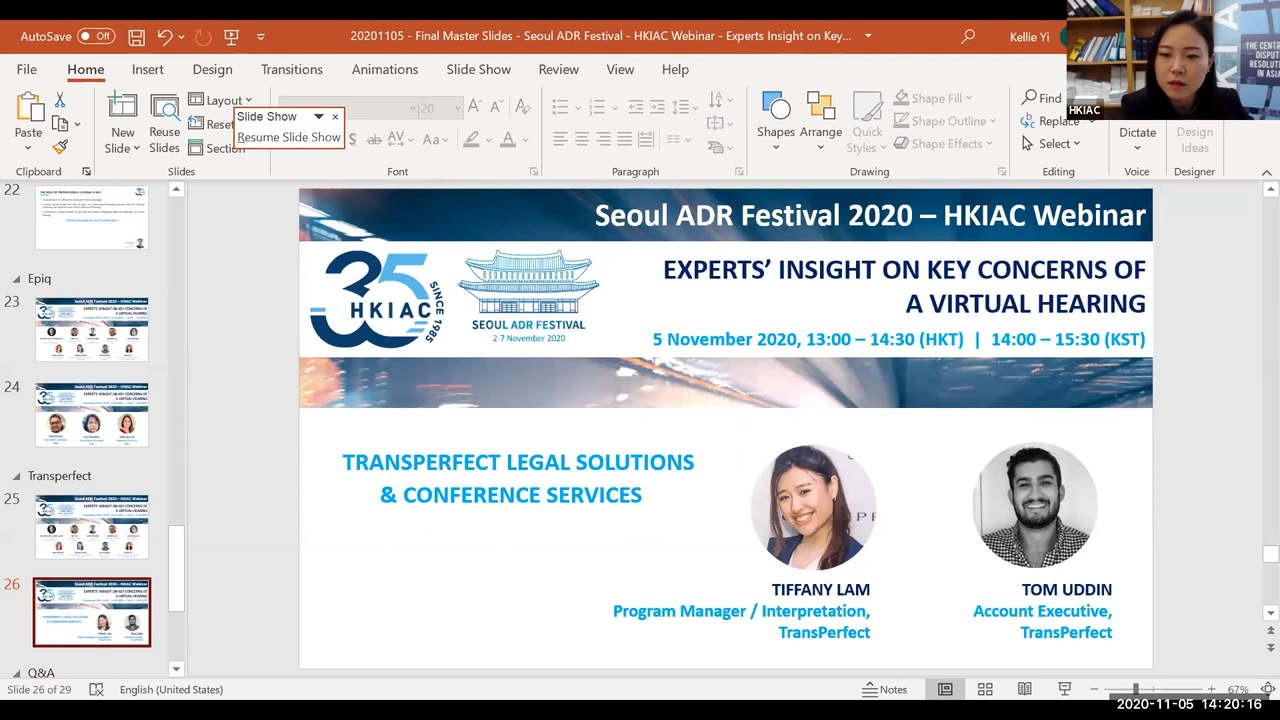 AutoSave Off
20201105 - Final Master Slides - Seoul ADR Festival - HKIAC Webinar - Experts Insight on Key...
Kellie Yi
File Home Insert Design Transitions Animations Slide Show Review View Help
Paste
New Slide
Reuse Slides
Layout
Reset
Section
Slide Show
Resume Slide Show
20
Aa
Shapes
Arrange
Quick Styles
Shape Fill
Shape Outline
Shape Effects
Find
Replace
Select
Dictate
Design Ideas
Clipboard Slides Font Paragraph Drawing Editing Voice Designer
HKIAC
22
Epiq
23
24
Transperfect
25
26
Q&A
Seoul ADR Festival 2020 – HKIAC Webinar
35
HKIAC
SINCE 1985
SEOUL ADR FESTIVAL
2-7 November 2020
EXPERTS’ INSIGHT ON KEY CONCERNS OF
A VIRTUAL HEARING
5 November 2020, 13:00 – 14:30 (HKT) | 14:00 – 15:30 (KST)
TRANSPERFECT LEGAL SOLUTIONS
& CONFERENCE SERVICES
TIFFANY LAM
Program Manager / Interpretation,
TransPerfect
TOM UDDIN
Account Executive,
TransPerfect
Slide 26 of 29
English (United States)
Notes
67%
2020-11-05 14:20:16